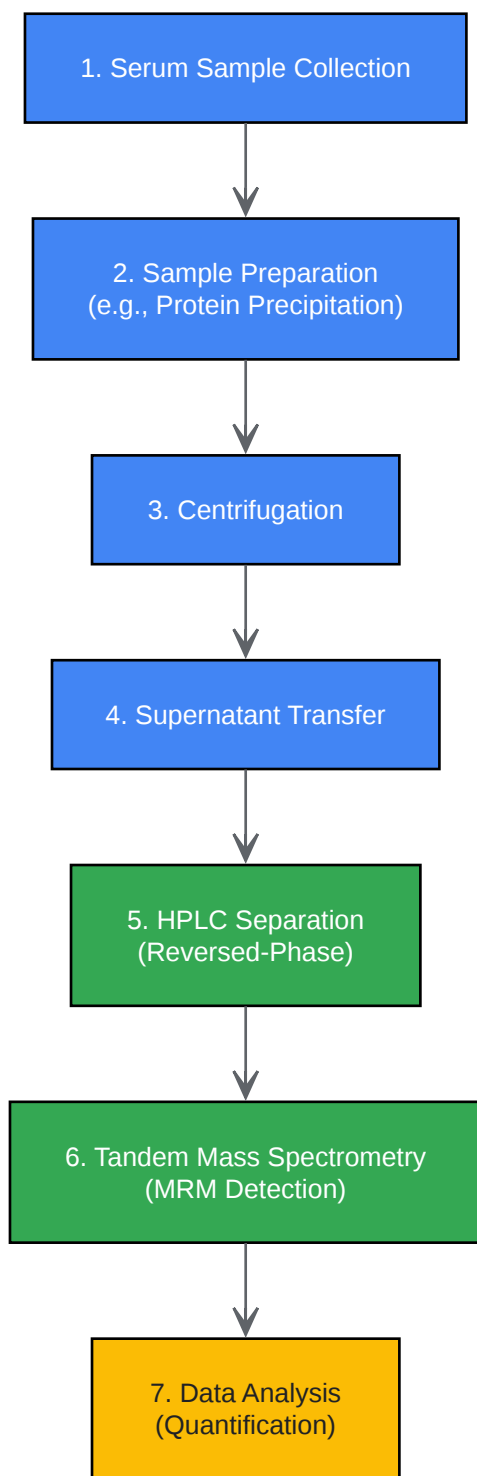 1. Serum Sample Collection
2. Sample Preparation
(e.g., Protein Precipitation)
3. Centrifugation
4. Supernatant Transfer
5. HPLC Separation
(Reversed-Phase)
6. Tandem Mass Spectrometry
(MRM Detection)
7. Data Analysis
(Quantification)